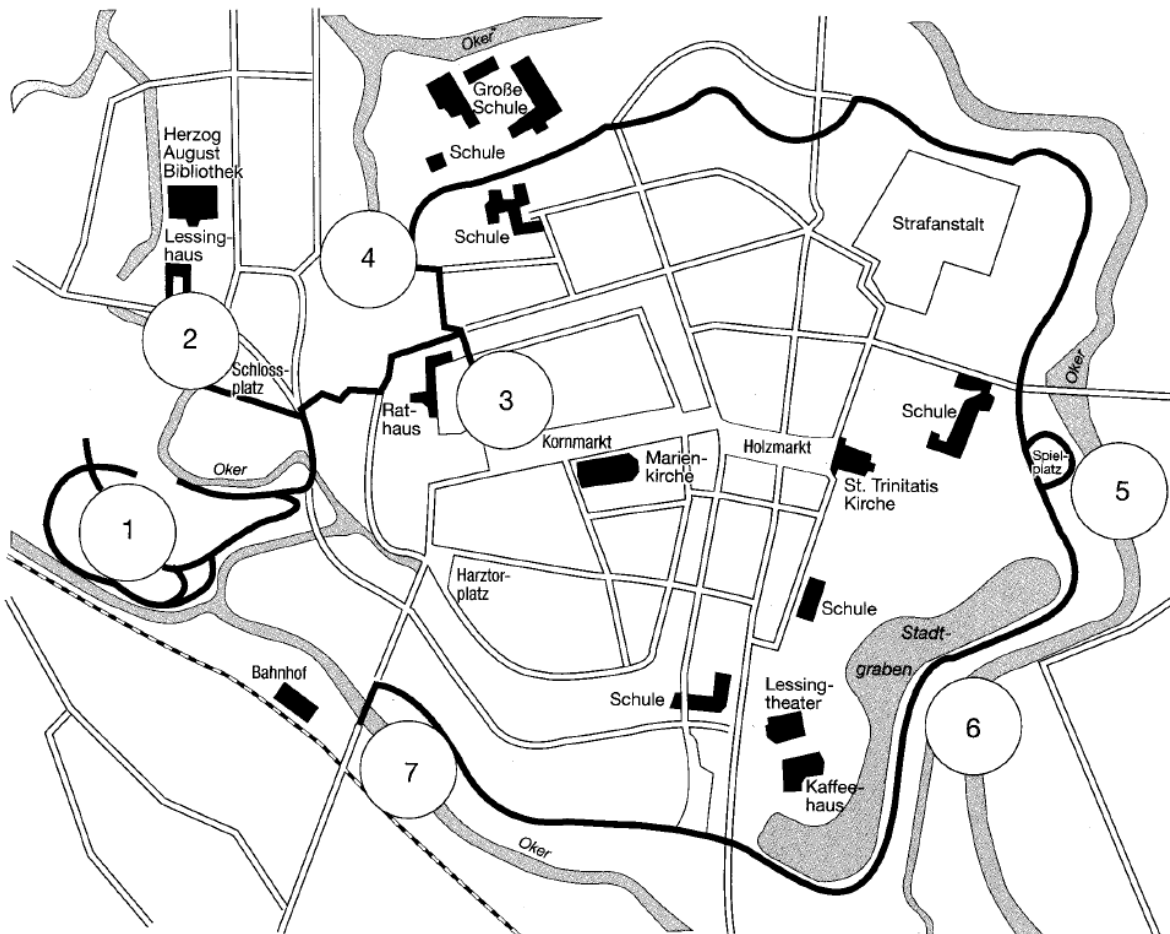 Oker
Große
Schule
Herzog
August
Bibliothek
Schule
Lessing-
haus
Schule
Strafanstalt
4
2
Schloss-
platz
3
Rat-
haus
Kornmarkt
Marien-
kirche
Holzmarkt
Schule
St. Trinitatis
Kirche
Oker
Spiel-
platz
5
Oker
1
Harztor-
platz
Schule
Stadt-
graben
Bahnhof
Schule
Lessing-
theater
6
7
Kaffee-
haus
Oker